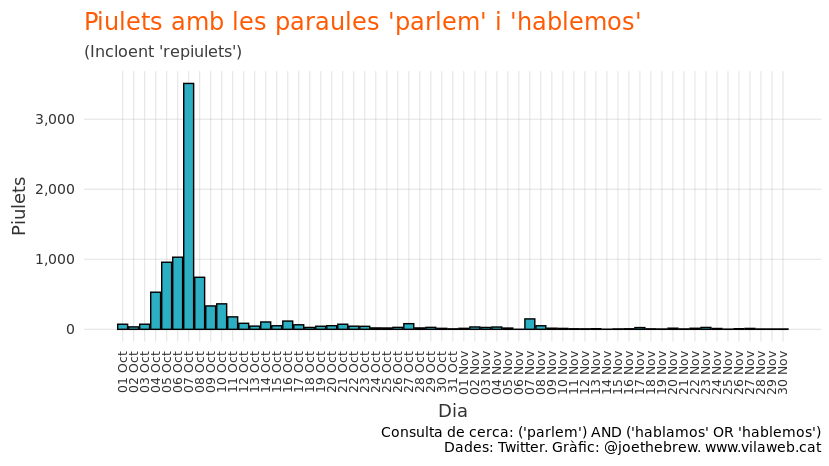 Piulets amb les paraules 'parlem' i 'hablemos'
(Incloent 'repiulets')
Piulets
3,000
2,000
1,000
0
01 Oct
02 Oct
03 Oct
04 Oct
05 Oct
06 Oct
07 Oct
08 Oct
09 Oct
10 Oct
11 Oct
12 Oct
13 Oct
14 Oct
15 Oct
16 Oct
17 Oct
18 Oct
19 Oct
20 Oct
21 Oct
22 Oct
23 Oct
24 Oct
25 Oct
26 Oct
27 Oct
28 Oct
29 Oct
30 Oct
31 Oct
01 Nov
02 Nov
03 Nov
04 Nov
05 Nov
06 Nov
07 Nov
08 Nov
09 Nov
10 Nov
11 Nov
12 Nov
13 Nov
14 Nov
15 Nov
16 Nov
17 Nov
18 Nov
19 Nov
20 Nov
21 Nov
22 Nov
23 Nov
24 Nov
25 Nov
26 Nov
27 Nov
28 Nov
29 Nov
30 Nov
Dia
Consulta de cerca: ('parlem') AND ('hablamos' OR 'hablemos')
Dades: Twitter. Gràfic: @joethebrew. www.vilaweb.cat